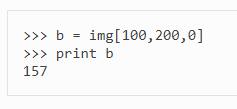 >>> b = img[100,200,0]
>>> print b
157